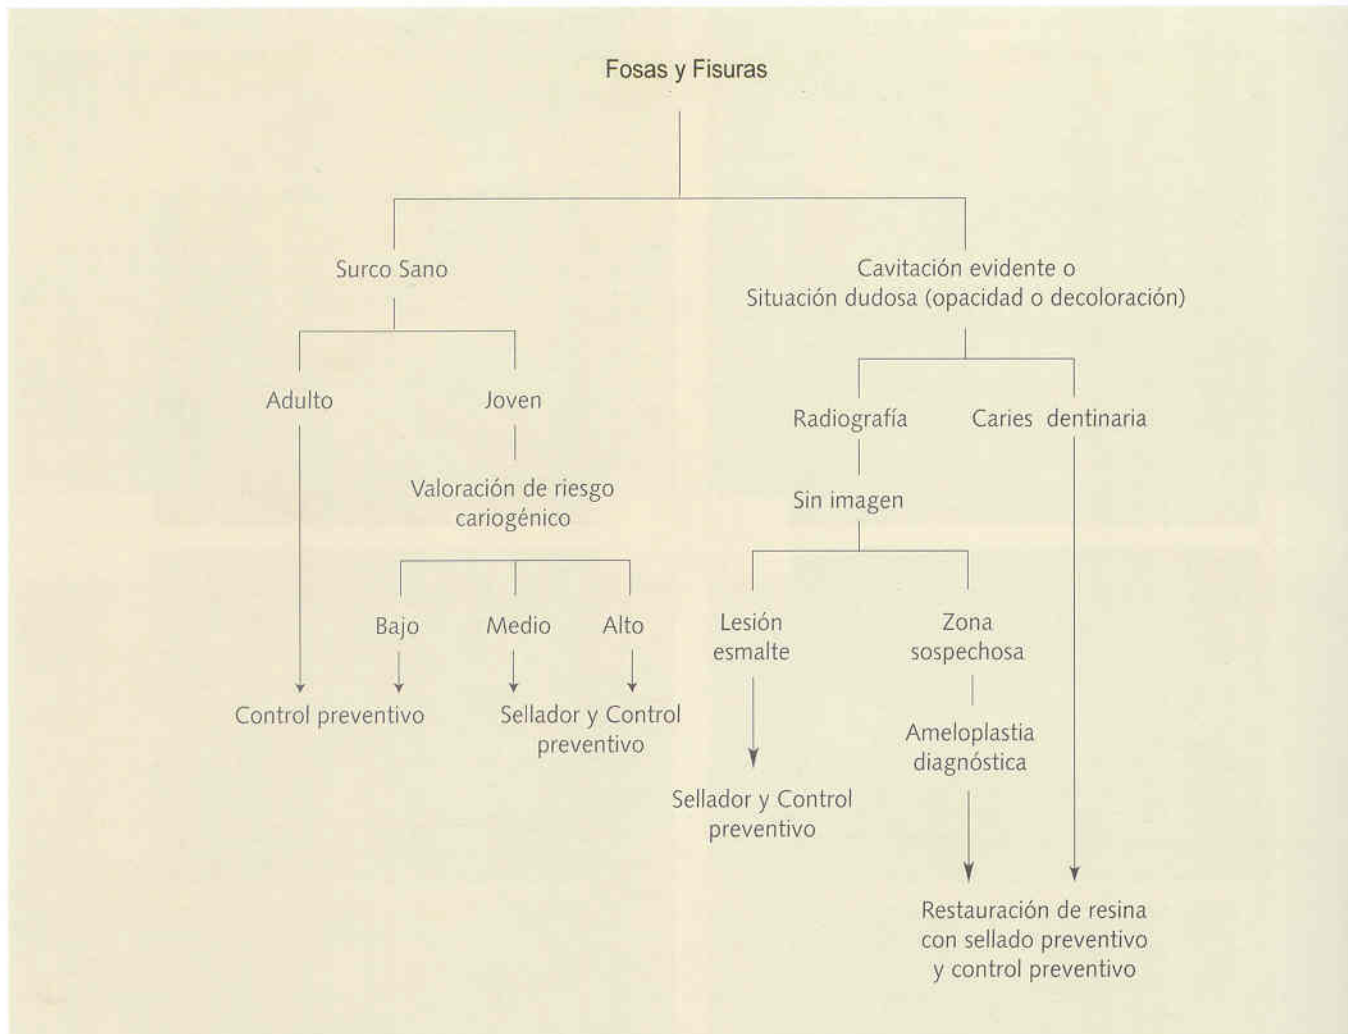 Fosas y Fisuras
Surco Sano
Cavitación evidente o
Situación dudosa (opacidad o decoloración)
Adulto
Joven
Radiografía
Caries dentinaria
Valoración de riesgo
cariogénico
Sin imagen
Bajo
Medio
Alto
Lesión
esmalte
Zona
sospechosa
Control preventivo
Sellador y Control
preventivo
Ameloplastia
diagnóstica
Sellador y Control
preventivo
Restauración de resina
con sellado preventivo
y control preventivo